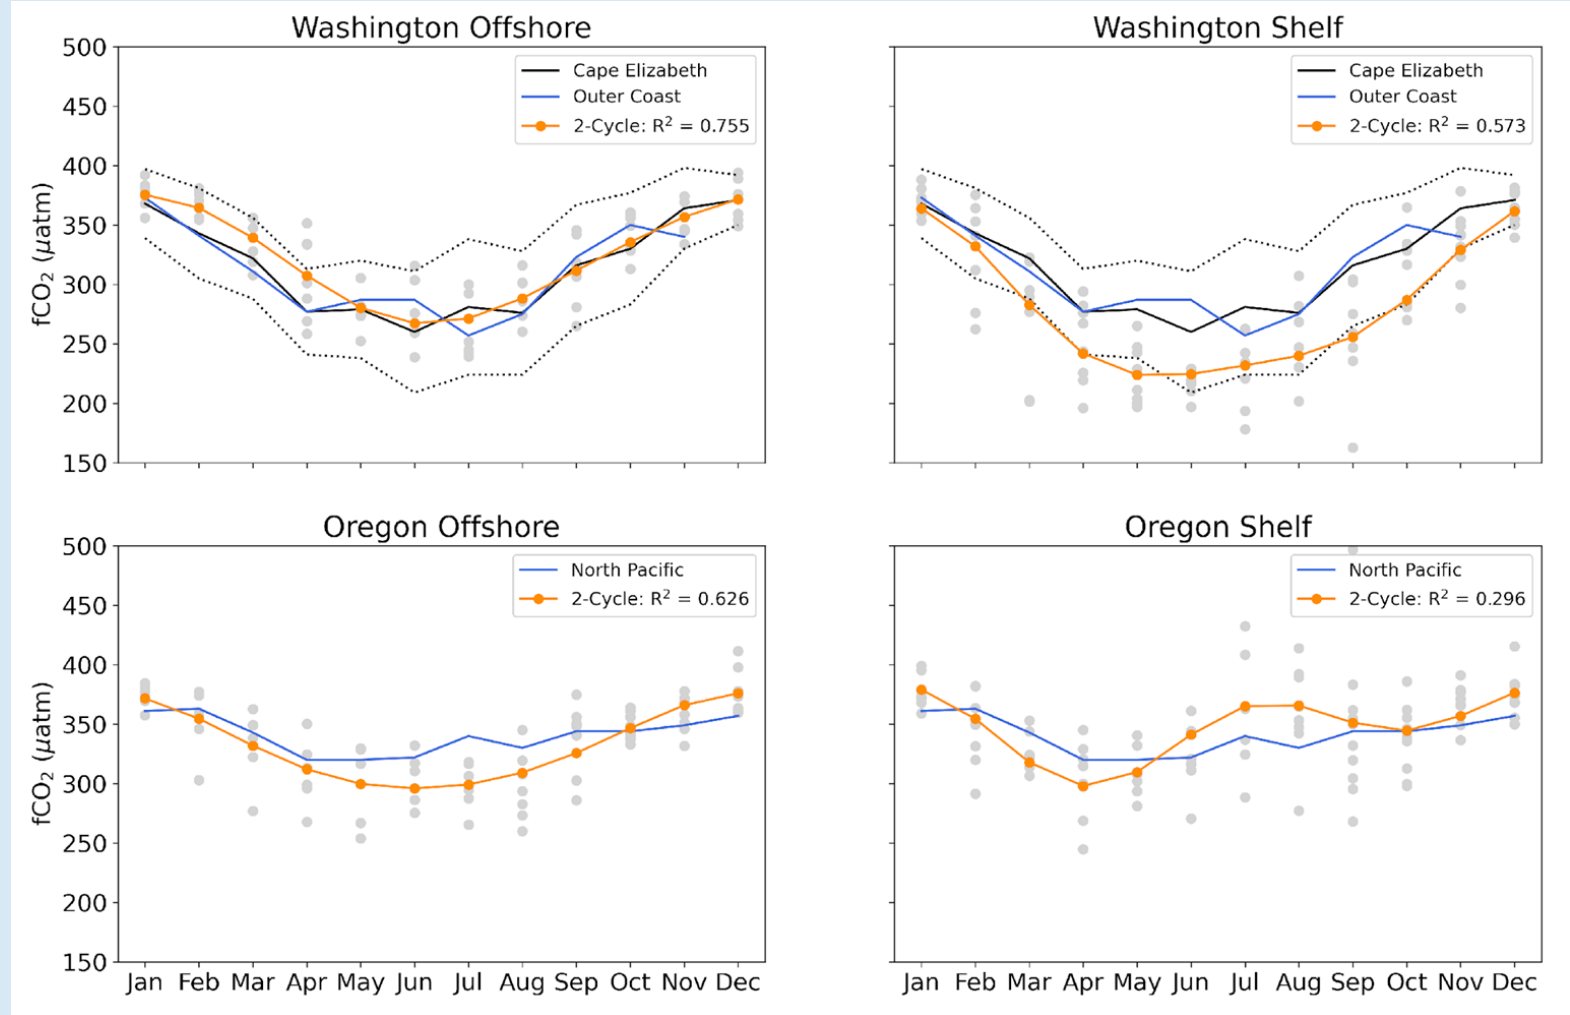 Washington Offshore
500
450
400
350
300
250
200
150
fCO₂ (μatm)
Cape Elizabeth
Outer Coast
2-Cycle: R² = 0.755
Washington Shelf
Cape Elizabeth
Outer Coast
2-Cycle: R² = 0.573
Oregon Offshore
500
450
400
350
300
250
200
150
fCO₂ (μatm)
North Pacific
2-Cycle: R² = 0.626
Jan Feb Mar Apr May Jun Jul Aug Sep Oct Nov Dec
Oregon Shelf
North Pacific
2-Cycle: R² = 0.296
Jan Feb Mar Apr May Jun Jul Aug Sep Oct Nov Dec